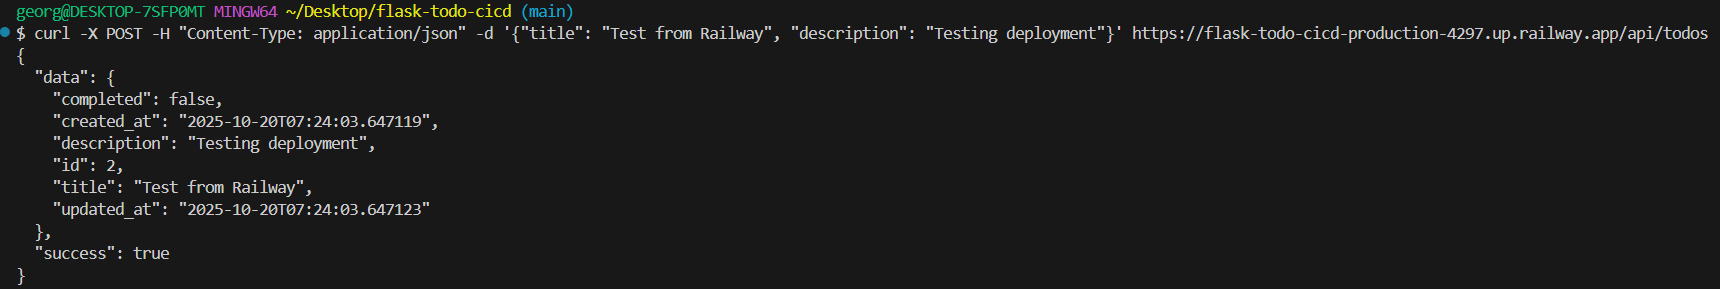 georg@DESKTOP-7SFP0MT MINGW64 ~/Desktop/flask-todo-cicd (main)
$ curl -X POST -H "Content-Type: application/json" -d '{"title": "Test from Railway", "description": "Testing deployment"}' https://flask-todo-cicd-production-4297.up.railway.app/api/todos
{
  "data": {
    "completed": false,
    "created_at": "2025-10-20T07:24:03.647119",
    "description": "Testing deployment",
    "id": 2,
    "title": "Test from Railway",
    "updated_at": "2025-10-20T07:24:03.647123"
  },
  "success": true
}